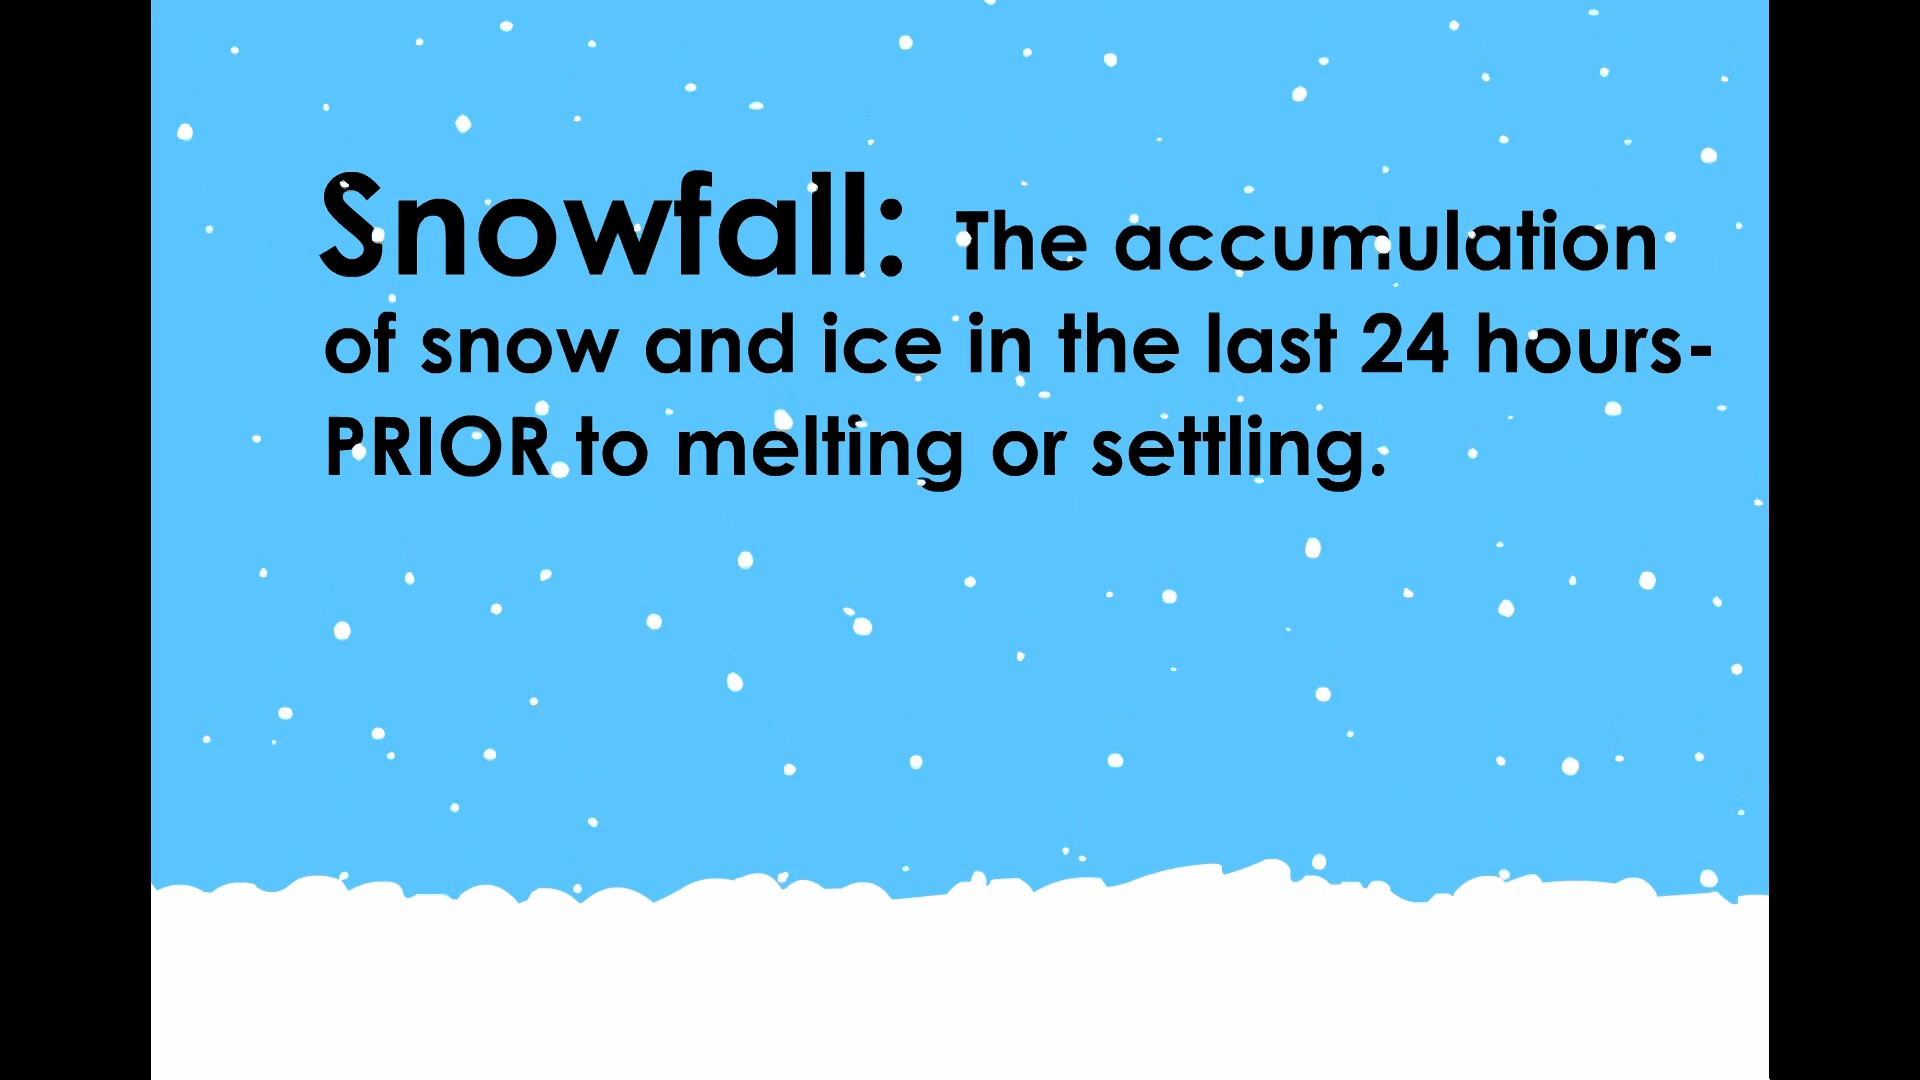 Snowfall: The accumulation
of snow and ice in the last 24 hours-
PRIOR to melting or settling.